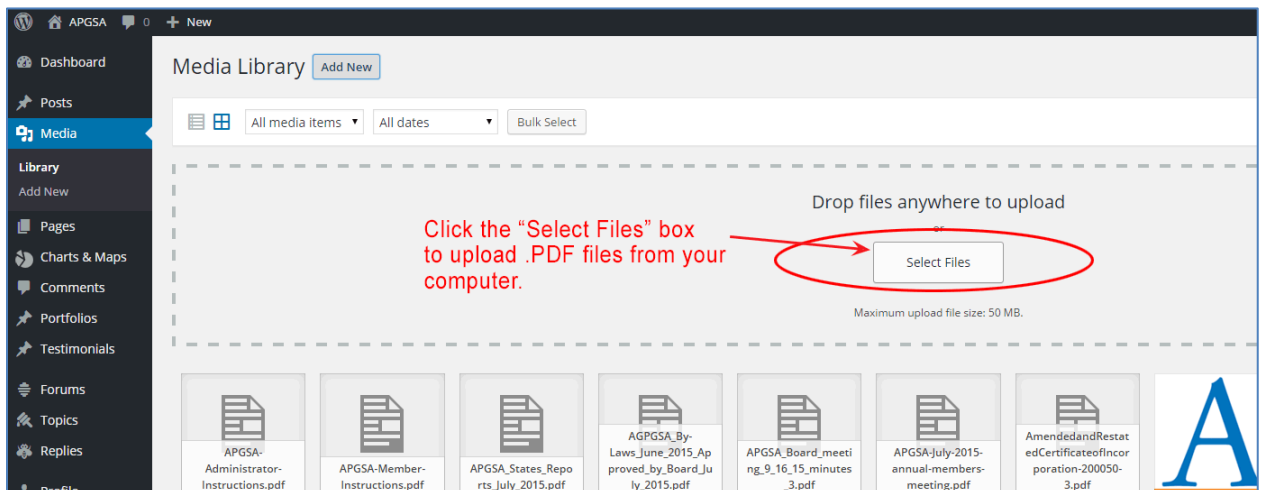 APGSA 0 + New
Dashboard
Posts
Media
Library
Add New
Pages
Charts & Maps
Comments
Portfolios
Testimonials
Forums
Topics
Replies
Media Library Add New
All media items All dates Bulk Select
Drop files anywhere to upload
or
Select Files
Maximum upload file size: 50 MB.
Click the “Select Files” box
to upload .PDF files from your
computer.
APGSA-
Administrator-
Instructions.pdf
APGSA-Member-
Instructions.pdf
APGSA_States_Repo
rts_July_2015.pdf
AGPGSA_By-
Laws_June_2015_Ap
proved_by_Board_Ju
ly_2015.pdf
APGSA_Board_meeti
ng_9_16_15_minutes
_3.pdf
APGSA-July-2015-
annual-members-
meeting.pdf
AmendedandRestat
edCertificateofIncor
poration-200050-
3.pdf
A